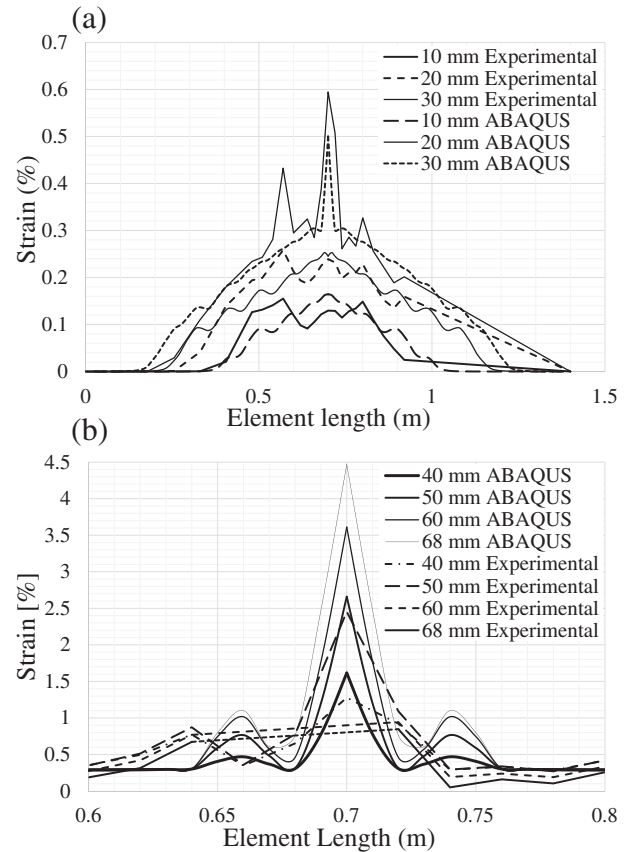 (a)
0.7
0.6
0.5
0.4
0.3
0.2
0.1
0
Strain (%)
10 mm Experimental
20 mm Experimental
30 mm Experimental
10 mm ABAQUS
20 mm ABAQUS
30 mm ABAQUS
0 0.5 1 1.5
Element length (m)
(b)
4.5
4
3.5
3
2.5
2
1.5
1
0.5
0
Strain [%]
40 mm ABAQUS
50 mm ABAQUS
60 mm ABAQUS
68 mm ABAQUS
40 mm Experimental
50 mm Experimental
60 mm Experimental
68 mm Experimental
0.6 0.65 0.7 0.75 0.8
Element Length (m)